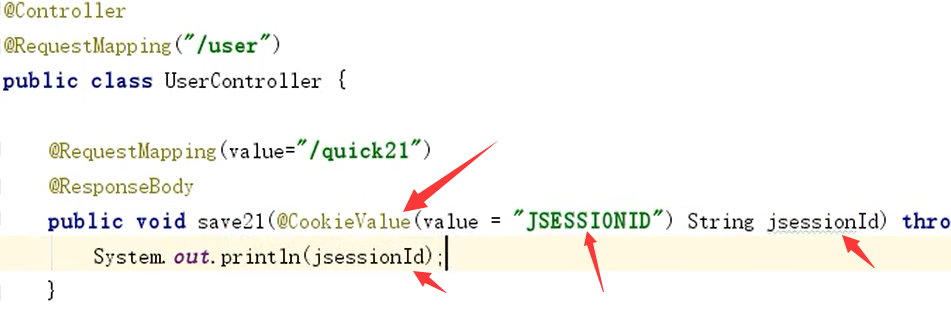 @Controller
@RequestMapping("/user")
public class UserController {
@RequestMapping(value="/quick21")
@ResponseBody
public void save21(@CookieValue(value = "JSESSIONID") String jsessionId) thro
System.out.println(jsessionId);
}